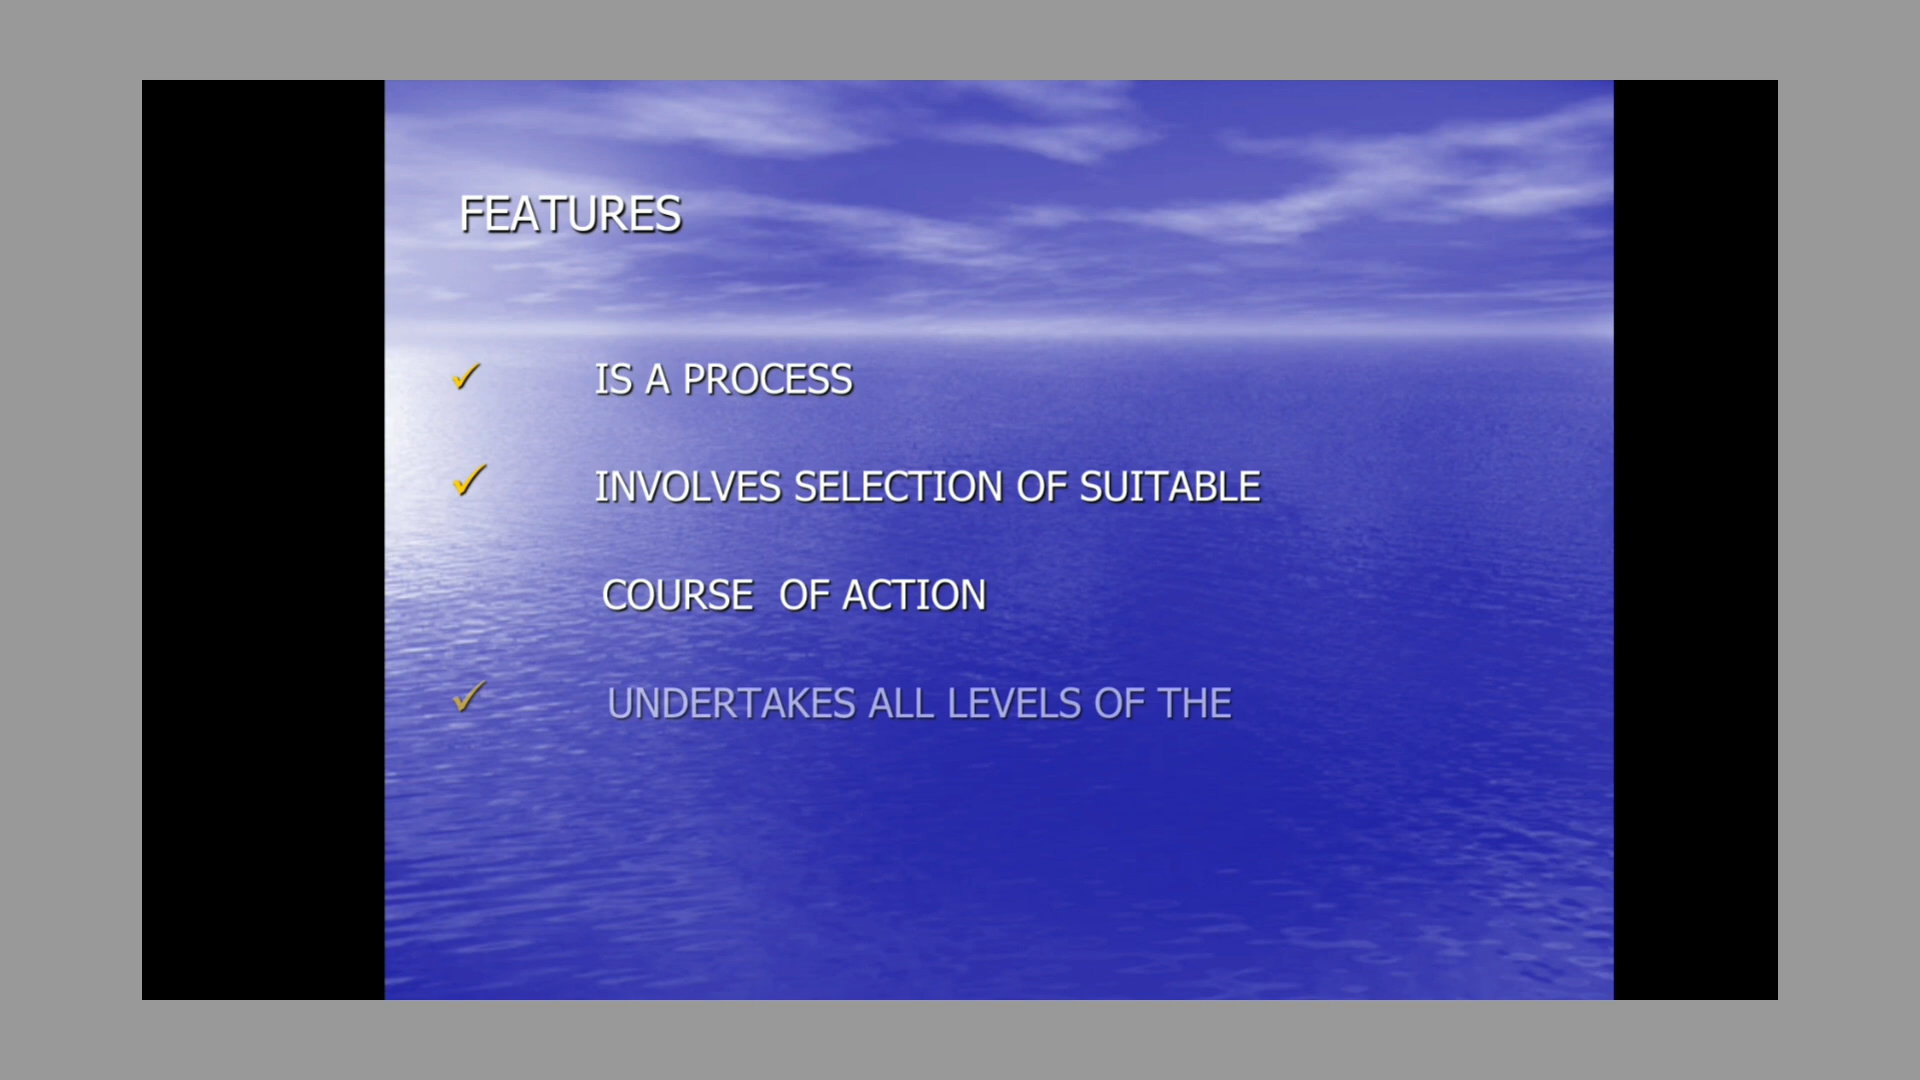 FEATURES
✓ IS A PROCESS
✓ INVOLVES SELECTION OF SUITABLE
COURSE  OF ACTION
✓ UNDERTAKES ALL LEVELS OF THE